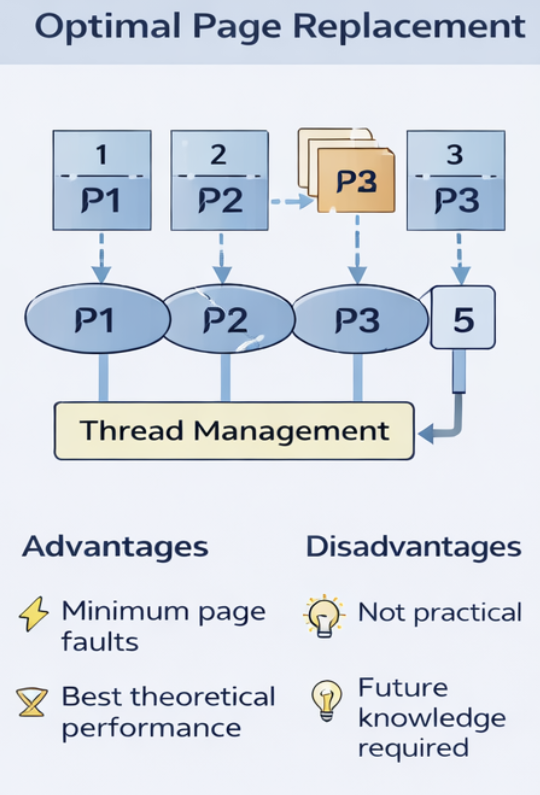 Optimal Page Replacement
1
2
3
P1
P2
P3
P3
P1
P2
P3
5
Thread Management
Advantages
Disadvantages
Minimum page
faults
Not practical
Best theoretical
performance
Future
knowledge
required